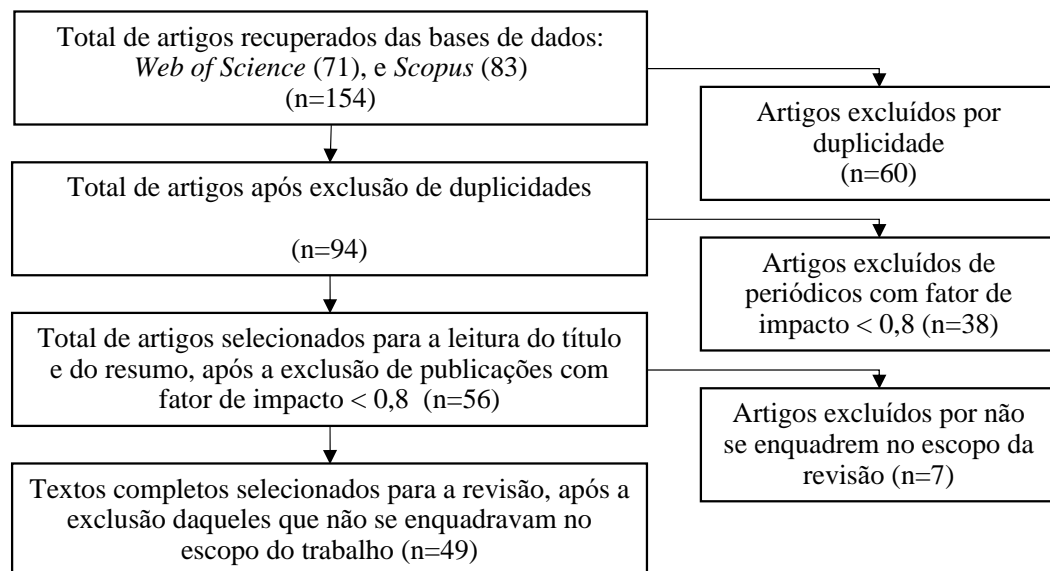 Total de artigos recuperados das bases de dados:
Web of Science (71), e Scopus (83)
(n=154)
Artigos excluídos por
duplicidade
(n=60)
Total de artigos após exclusão de duplicidades
(n=94)
Artigos excluídos de
periódicos com fator de
impacto < 0,8 (n=38)
Total de artigos selecionados para a leitura do título
e do resumo, após a exclusão de publicações com
fator de impacto < 0,8 (n=56)
Artigos excluídos por não
se enquadrem no escopo da
revisão (n=7)
Textos completos selecionados para a revisão, após a
exclusão daqueles que não se enquadravam no
escopo do trabalho (n=49)